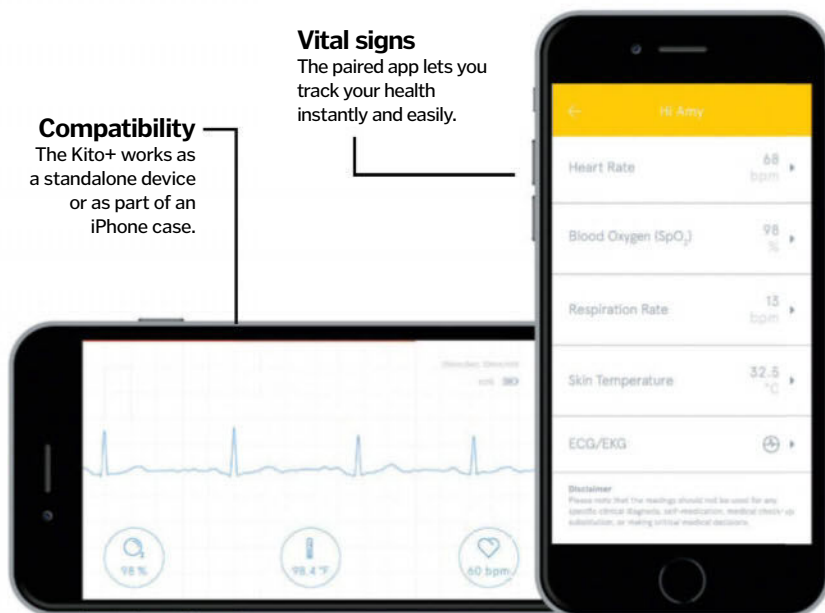 Vital signs
The paired app lets you
track your health
instantly and easily.
Compatibility
The Kito+ works as
a standalone device
or as part of an
iPhone case.
Hi Amy
Heart Rate
68
bpm
Blood Oxygen (SpO₂)
98
%
Respiration Rate
13
bpm
Skin Temperature
32.5
°C
ECG/EKG
Disclaimer
Please note that the readings should not be used for any
specific clinical diagnosis, self-medication, medical check-up
substitution, or making critical medical decisions.
98 %
98.4 °F
60 bpm